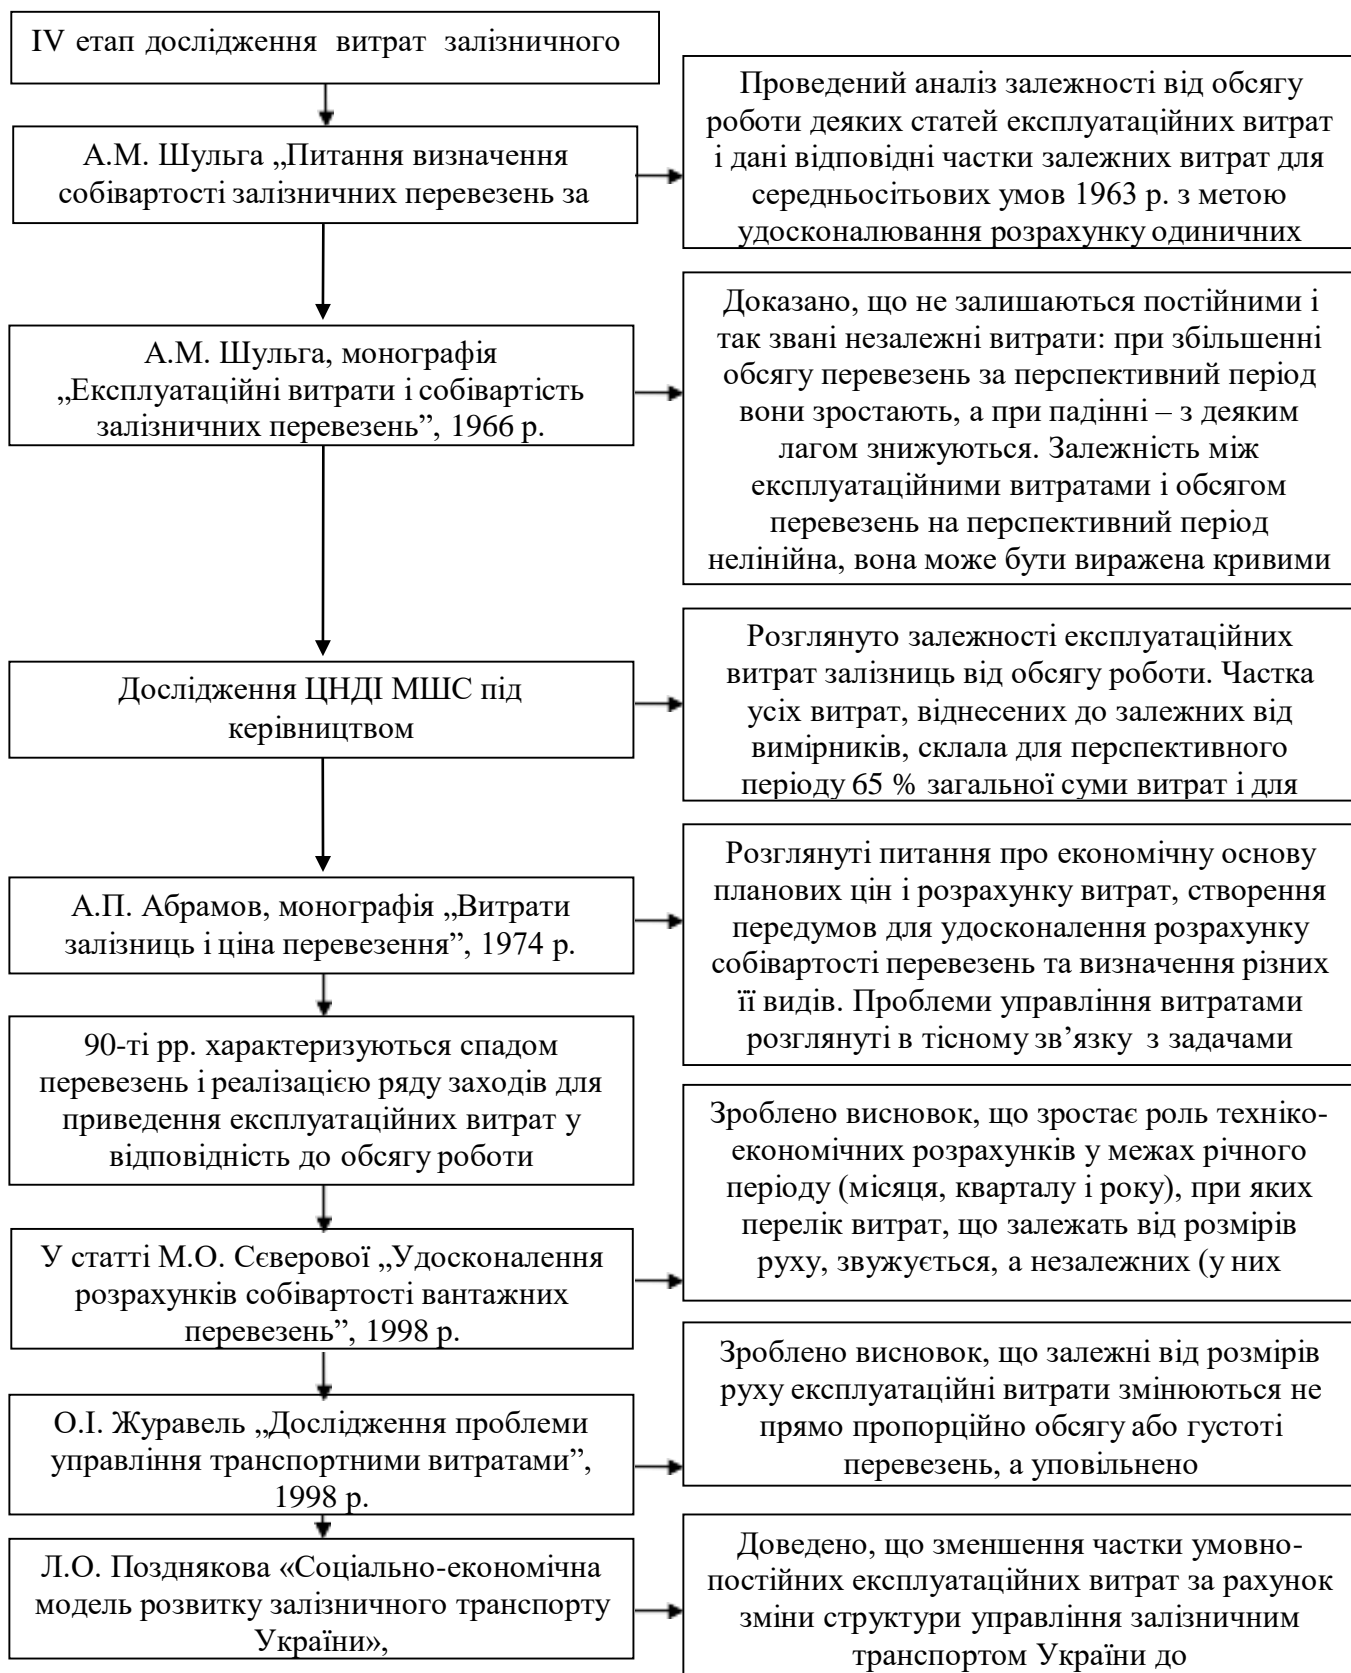 IV етап дослідження витрат залізничного
Проведений аналіз залежності від обсягу
роботи деяких статей експлуатаційних витрат
і дані відповідні частки залежних витрат для
середньосітьових умов 1963 р. з метою
удосконалювання розрахунку одиничних
А.М. Шульга „Питання визначення
собівартості залізничних перевезень за
Доказано, що не залишаються постійними і
так звані незалежні витрати: при збільшенні
обсягу перевезень за перспективний період
вони зростають, а при падінні – з деяким
лагом знижуються. Залежність між
експлуатаційними витратами і обсягом
перевезень на перспективний період
нелінійна, вона може бути виражена кривими
А.М. Шульга, монографія
„Експлуатаційні витрати і собівартість
залізничних перевезень”, 1966 р.
Розглянуто залежності експлуатаційних
витрат залізниць від обсягу роботи. Частка
усіх витрат, віднесених до залежних від
вимірників, склала для перспективного
періоду 65 % загальної суми витрат і для
Дослідження ЦНДІ МШС під
керівництвом
Розглянуті питання про економічну основу
планових цін і розрахунку витрат, створення
передумов для удосконалення розрахунку
собівартості перевезень та визначення різних
її видів. Проблеми управління витратами
розглянуті в тісному зв’язку з задачами
А.П. Абрамов, монографія „Витрати
залізниць і ціна перевезення”, 1974 р.
90-ті рр. характеризуються спадом
перевезень і реалізацією ряду заходів для
приведення експлуатаційних витрат у
відповідність до обсягу роботи
Зроблено висновок, що зростає роль техніко-
економічних розрахунків у межах річного
періоду (місяця, кварталу і року), при яких
перелік витрат, що залежать від розмірів
руху, звужується, а незалежних (у них
У статті М.О. Сєверової „Удосконалення
розрахунків собівартості вантажних
перевезень”, 1998 р.
Зроблено висновок, що залежні від розмірів
руху експлуатаційні витрати змінюються не
прямо пропорційно обсягу або густоті
перевезень, а уповільнено
О.І. Журавель „Дослідження проблеми
управління транспортними витратами”,
1998 р.
Доведено, що зменшення частки умовно-
постійних експлуатаційних витрат за рахунок
зміни структури управління залізничним
транспортом України до
Л.О. Позднякова «Соціально-економічна
модель розвитку залізничного транспорту
України»,